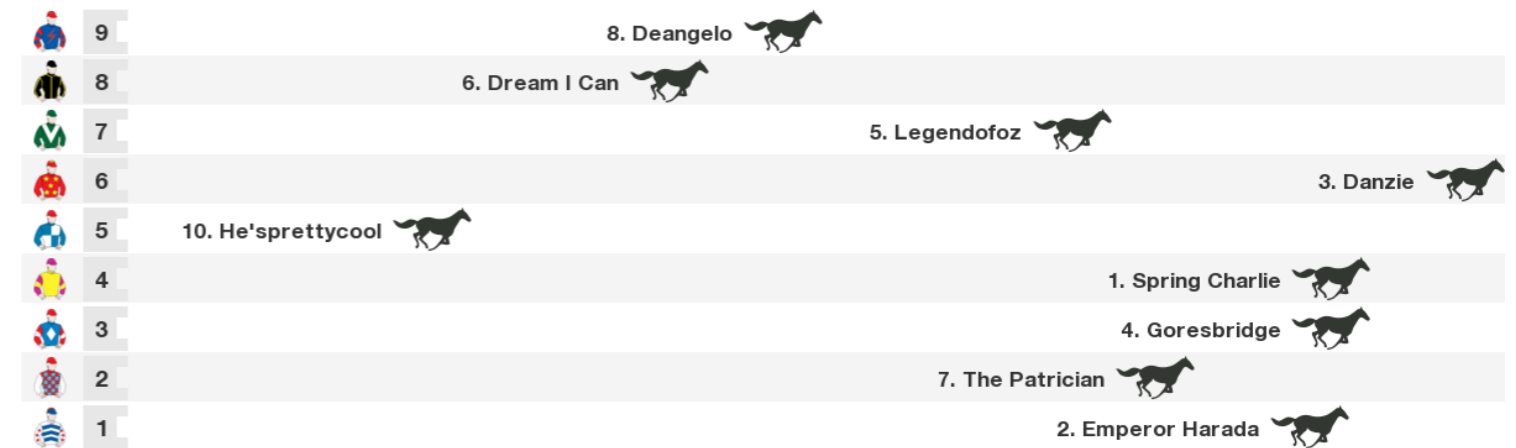 9 8. Deangelo
8 6. Dream I Can
7 5. Legendofoz
6 3. Danzie
5 10. He'sprettycool
4 1. Spring Charlie
3 4. Goresbridge
2 7. The Patrician
1 2. Emperor Harada